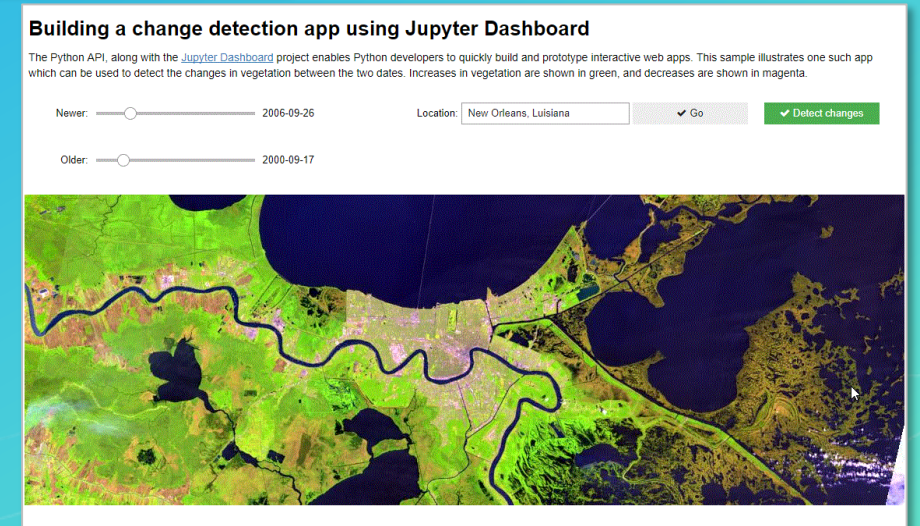 Building a change detection app using Jupyter Dashboard
The Python API, along with the Jupyter Dashboard project enables Python developers to quickly build and prototype interactive web apps. This sample illustrates one such app
which can be used to detect the changes in vegetation between the two dates. Increases in vegetation are shown in green, and decreases are shown in magenta.
Newer: 2006-09-26 Location: New Orleans, Luisiana Go Detect changes
Older: 2000-09-17